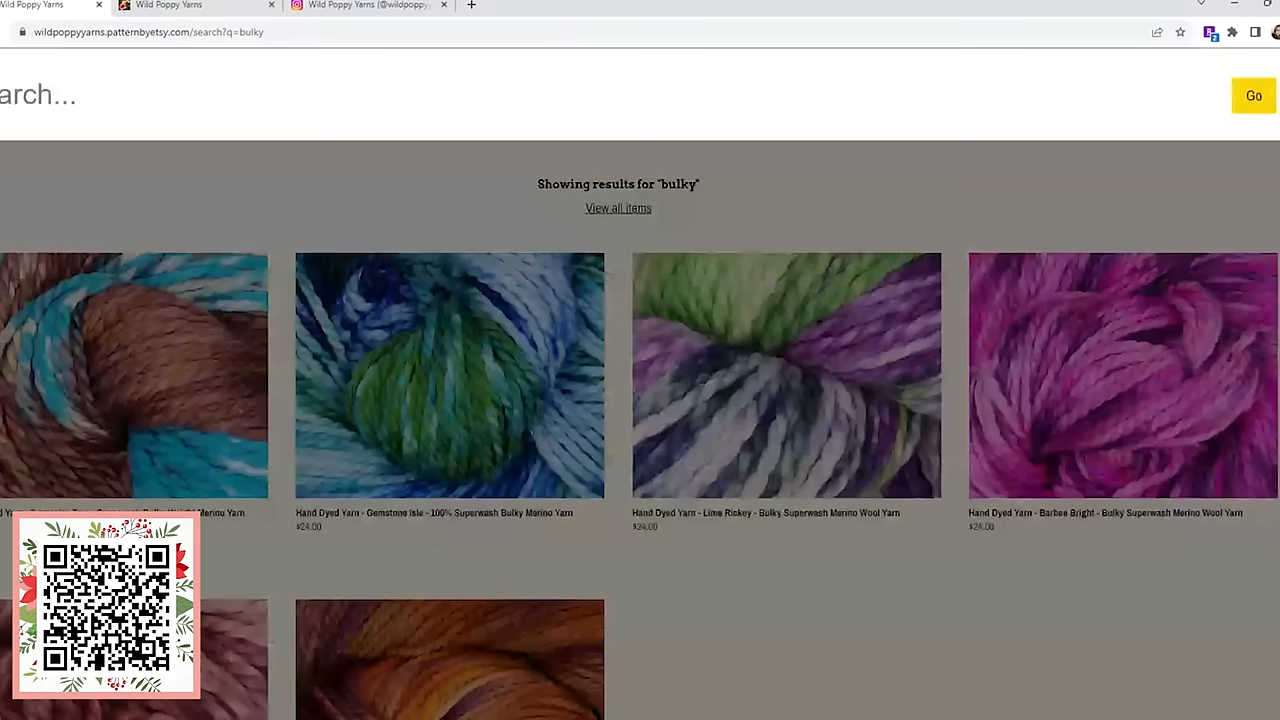 Wild Poppy Yarns
Wild Poppy Yarns
Wild Poppy Yarns (@wildpoppy
wildpoppyyarns.patternbyetsy.com/search?q=bulky
arch...
Go
Showing results for "bulky"
View all items
Merino Yarn
Hand Dyed Yarn - Gemstone Isle - 100% Superwash Bulky Merino Yarn
$24.00
Hand Dyed Yarn - Lime Rickey - Bulky Superwash Merino Wool Yarn
$24.00
Hand Dyed Yarn - Barbee Bright - Bulky Superwash Merino Wool Yarn
$24.00